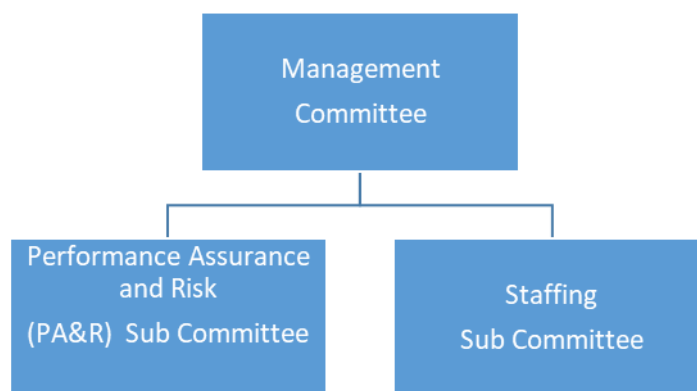 Management
Committee
Performance Assurance
and Risk
(PA&R)  Sub Committee
Staffing
Sub Committee